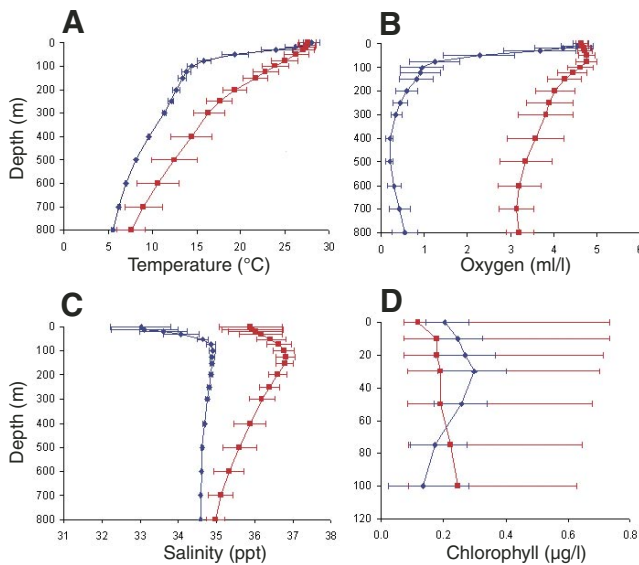 A
B
0
100
200
300
400
500
600
700
800
Depth (m)
0 5 10 15 20 25 30
Temperature (°C)
0
100
200
300
400
500
600
700
800
0 1 2 3 4 5 6
Oxygen (ml/l)
C
D
0
100
200
300
400
500
600
700
800
Depth (m)
31 32 33 34 35 36 37 38
Salinity (ppt)
0
20
40
60
80
100
120
0.0 0.2 0.4 0.6 0.8
Chlorophyll (µg/l)